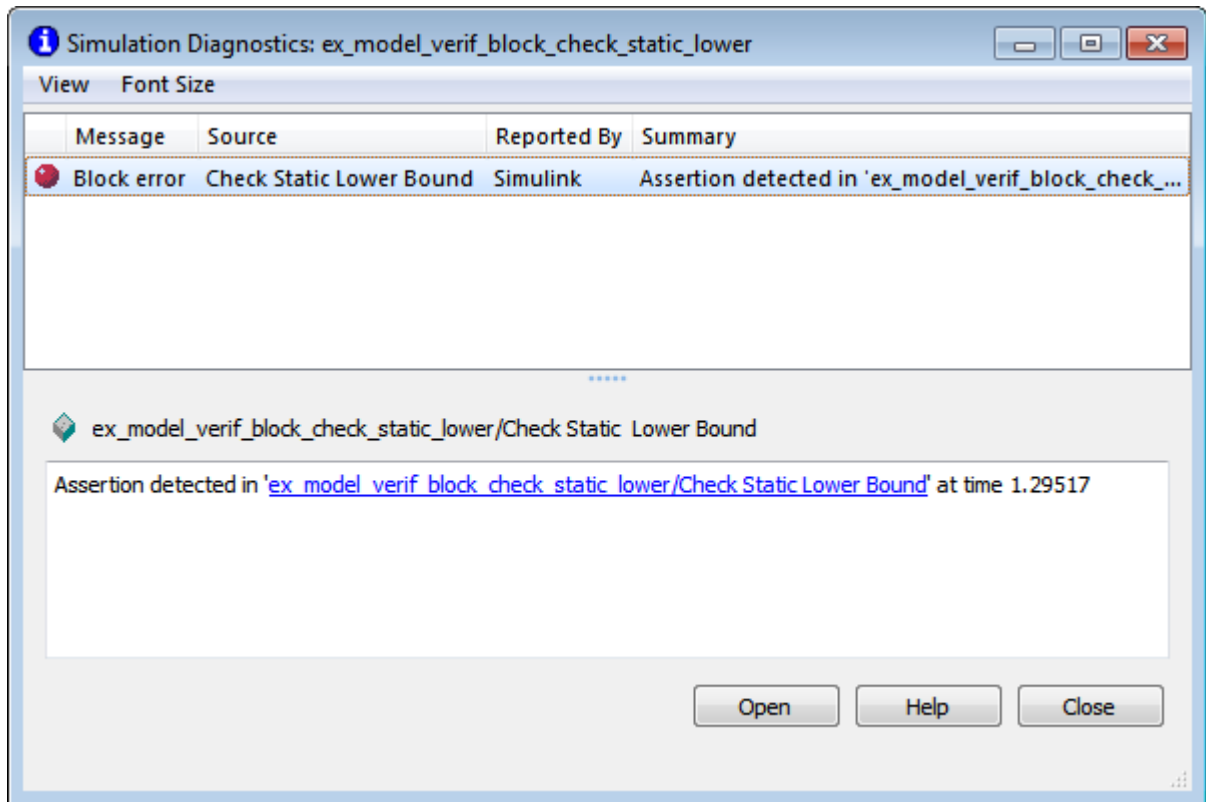 Simulation Diagnostics: ex_model_verif_block_check_static_lower
View Font Size
Message Source Reported By Summary
Block error Check Static Lower Bound Simulink Assertion detected in 'ex_model_verif_block_check_...
ex_model_verif_block_check_static_lower/Check Static Lower Bound
Assertion detected in 'ex_model_verif_block_check_static_lower/Check Static Lower Bound' at time 1.29517
Open Help Close